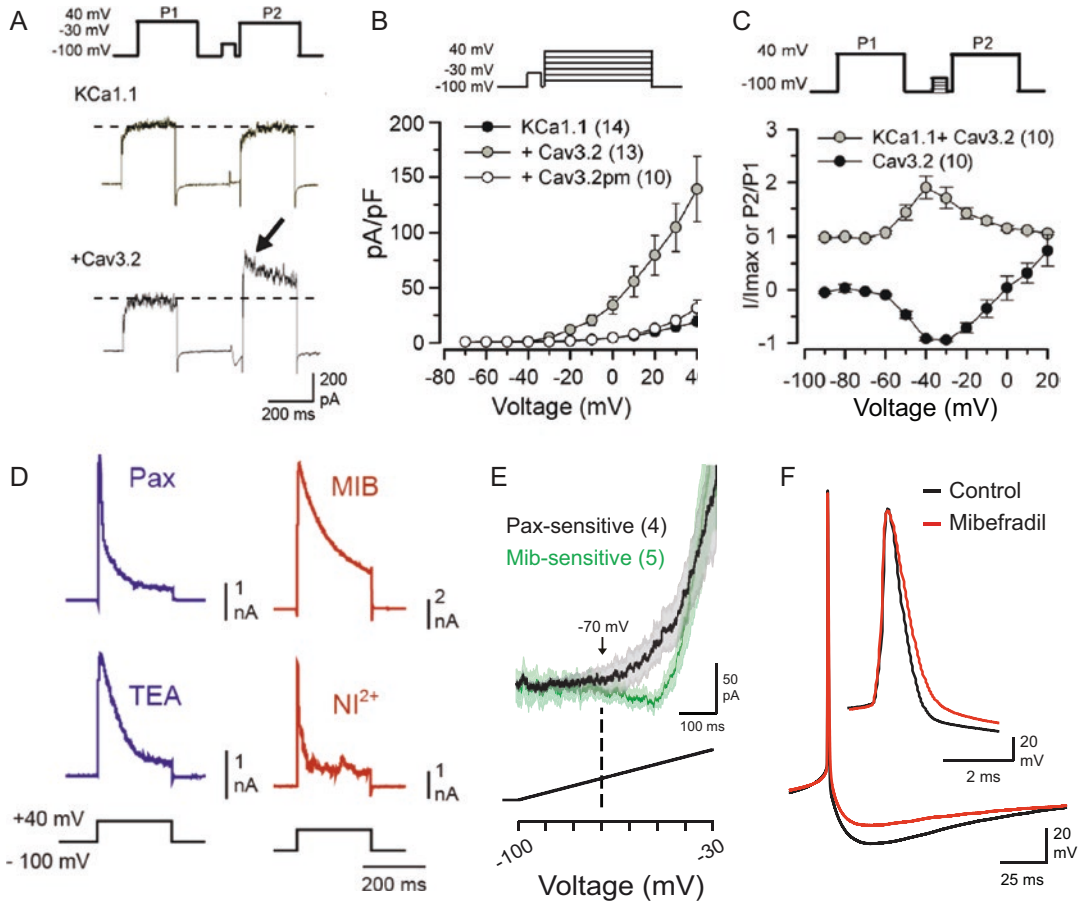 A
40 mV
-30 mV
-100 mV
P1
P2
KCa1.1
+Cav3.2
200
pA
200 ms
B
40 mV
-30 mV
-100 mV
200
150
100
50
0
pA/pF
KCa1.1 (14)
+ Cav3.2 (13)
+ Cav3.2pm (10)
-80 -60 -40 -20 0 20 40
Voltage (mV)
C
40 mV
-100 mV
P1
P2
3
2
1
0
-1
I/Imax or P2/P1
KCa1.1+ Cav3.2 (10)
Cav3.2 (10)
-100 -80 -60 -40 -20 0 20
Voltage (mV)
D
Pax
1
nA
MIB
2
nA
TEA
1
nA
NI2+
1
nA
+40 mV
- 100 mV
200 ms
E
Pax-sensitive (4)
Mib-sensitive (5)
-70 mV
50
pA
100 ms
-100
-30
Voltage (mV)
F
Control
Mibefradil
20
mV
2 ms
20
mV
25 ms